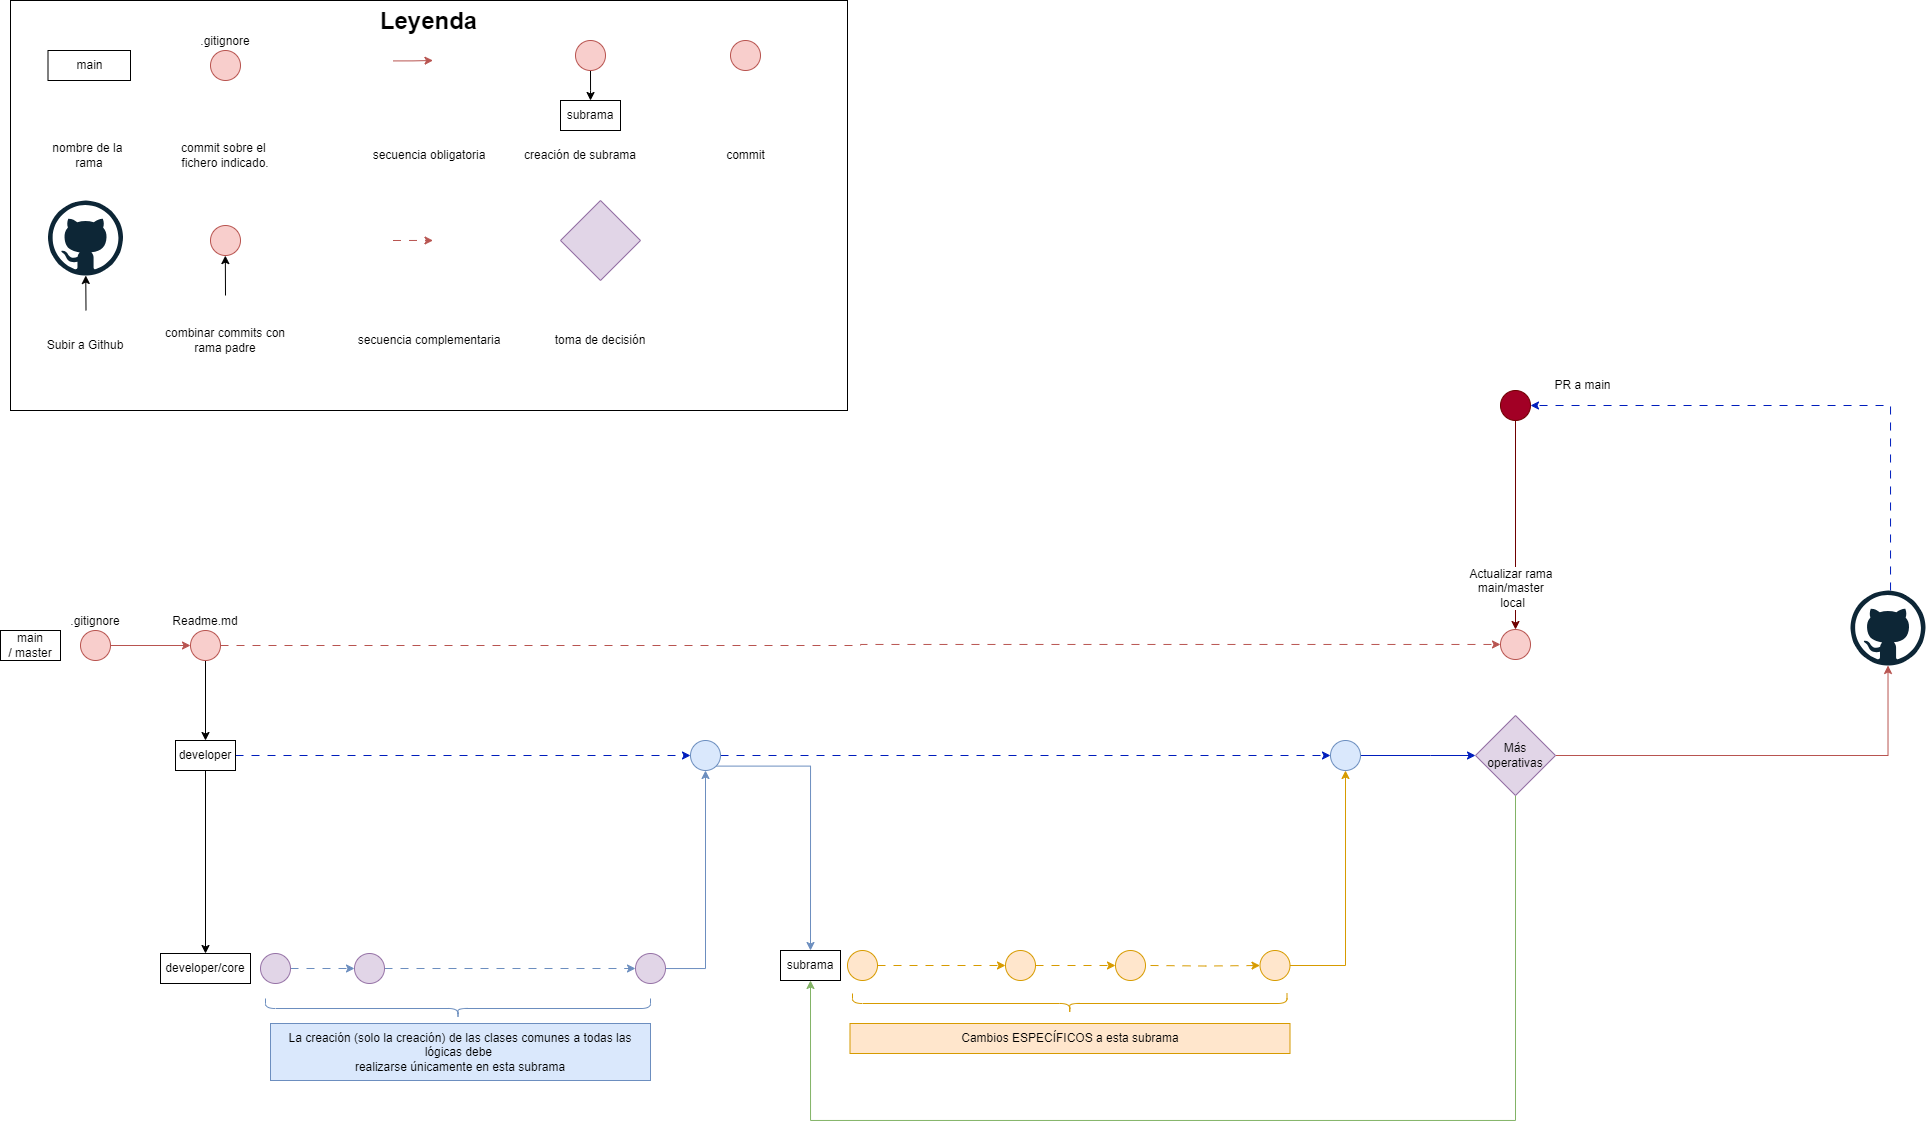 Leyenda
main
.gitignore
subrama
nombre de la
rama
commit sobre el
fichero indicado.
secuencia obligatoria
creación de subrama
commit
Subir a Github
combinar commits con
rama padre
secuencia complementaria
toma de decisión
PR a main
Actualizar rama
main/master
local
main
/ master
.gitignore
Readme.md
developer
Más
operativas
developer/core
subrama
La creación (solo la creación) de las clases comunes a todas las
lógicas debe
realizarse únicamente en esta subrama
Cambios ESPECÍFICOS a esta subrama